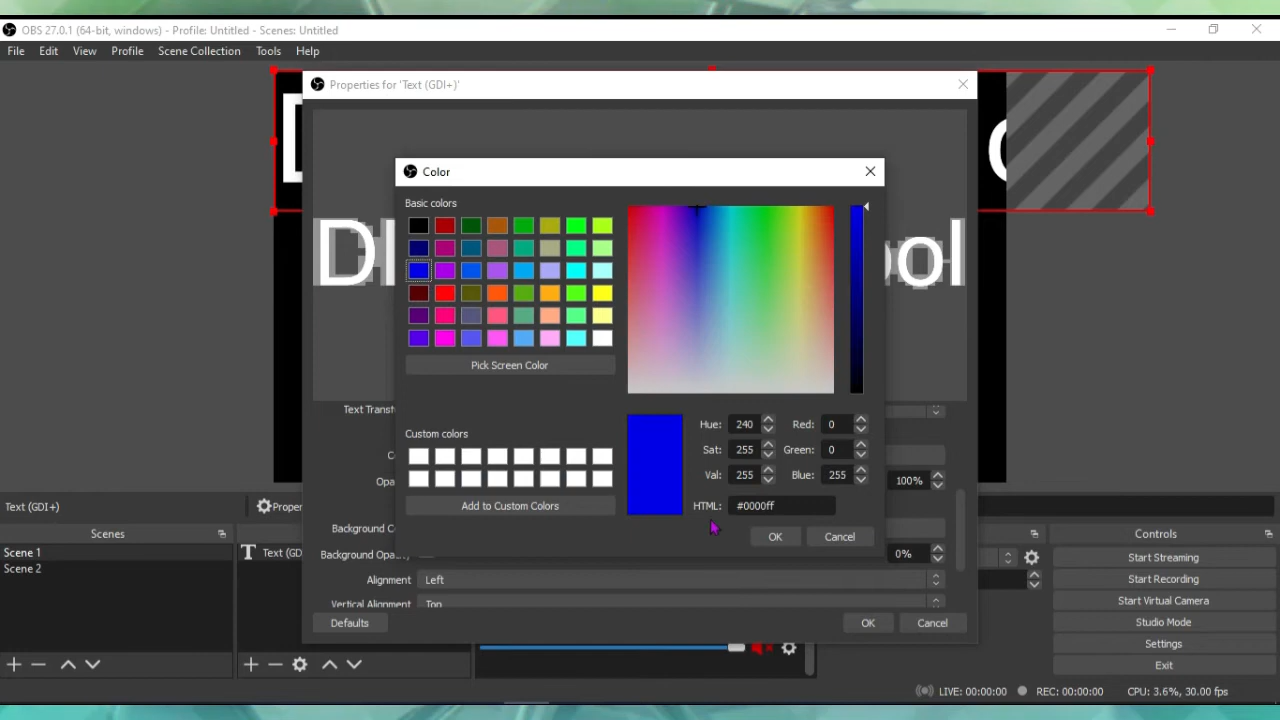 OBS 27.0.1 (64-bit, windows) - Profile: Untitled - Scenes: Untitled
File Edit View Profile Scene Collection Tools Help
Properties for 'Text (GDI+)'
Color
Basic colors
Pick Screen Color
Text Transf
Custom colors
Hue: 240 Red: 0
Sat: 255 Green: 0
Opa 100%
Val: 255 Blue: 255
Add to Custom Colors
HTML: #0000ff
Text (GDI+) Proper
Background C
OK Cancel
Scenes Controls
Scene 1
Text (GD
Background Opa 0%
Start Streaming
Scene 2
Alignment Left
Start Recording
Start Virtual Camera
Vertical Alignment Top
Defaults OK Cancel
Studio Mode
Settings
Exit
LIVE: 00:00:00 REC: 00:00:00 CPU: 3.6%, 30.00 fps